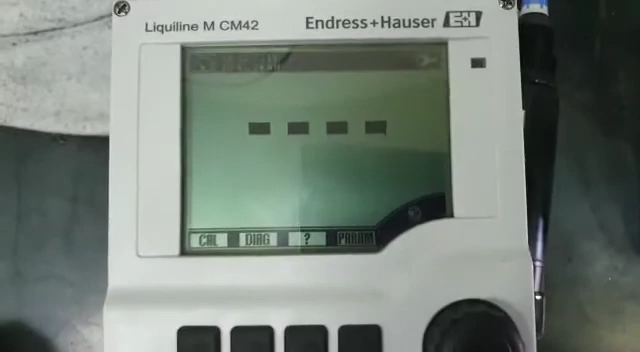 Liquiline M CM42
Endress+Hauser E+H
- - - -
CAL DIAG ? PARAM